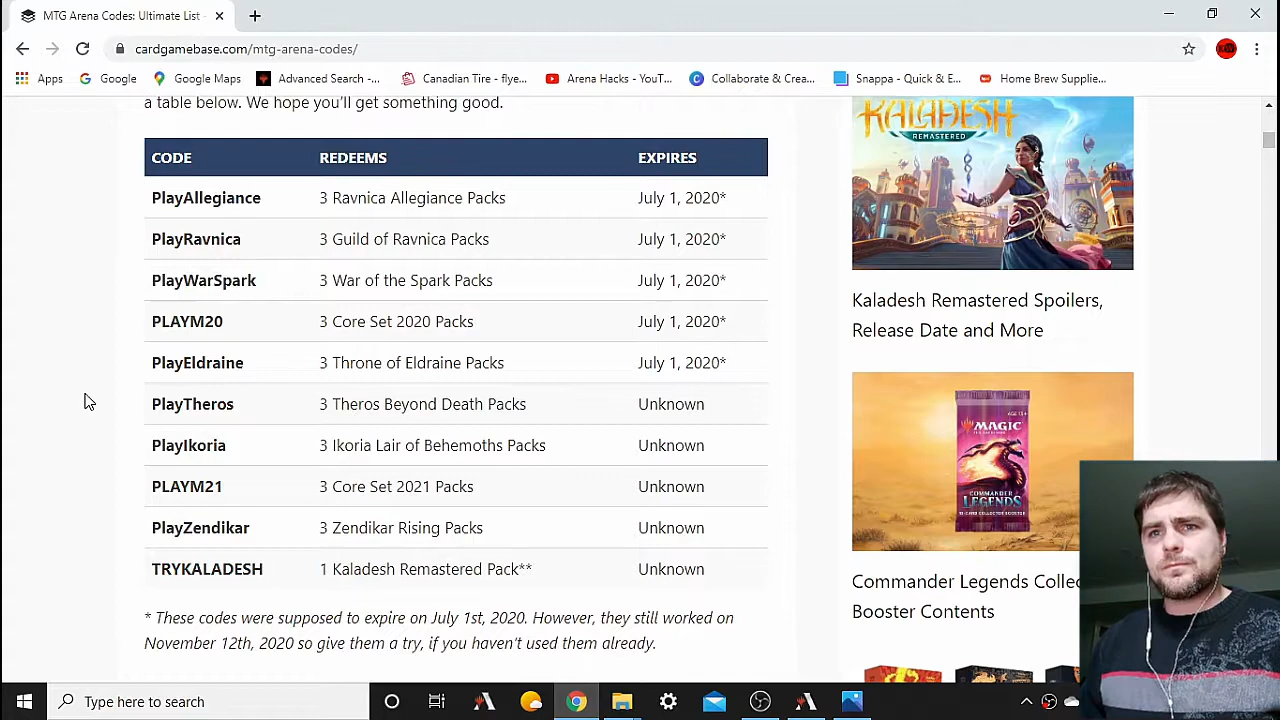 MTG Arena Codes: Ultimate List -
cardgamebase.com/mtg-arena-codes/
Apps
Google
Google Maps
Advanced Search -...
Canadian Tire - flye...
Arena Hacks - YouT...
Collaborate & Crea...
Snappa - Quick & E...
Home Brew Supplie...
a table below. We hope you'll get something good.
CODE REDEEMS EXPIRES
PlayAllegiance 3 Ravnica Allegiance Packs July 1, 2020*
PlayRavnica 3 Guild of Ravnica Packs July 1, 2020*
PlayWarSpark 3 War of the Spark Packs July 1, 2020*
PLAYM20 3 Core Set 2020 Packs July 1, 2020*
PlayEldraine 3 Throne of Eldraine Packs July 1, 2020*
PlayTheros 3 Theros Beyond Death Packs Unknown
PlayIkoria 3 Ikoria Lair of Behemoths Packs Unknown
PLAYM21 3 Core Set 2021 Packs Unknown
PlayZendikar 3 Zendikar Rising Packs Unknown
TRYKALADESH 1 Kaladesh Remastered Pack** Unknown
* These codes were supposed to expire on July 1st, 2020. However, they still worked on
November 12th, 2020 so give them a try, if you haven't used them already.
KALADESH
REMASTERED
Kaladesh Remastered Spoilers,
Release Date and More
MAGIC
COMMANDER
LEGENDS
Commander Legends Collec
Booster Contents
Type here to search